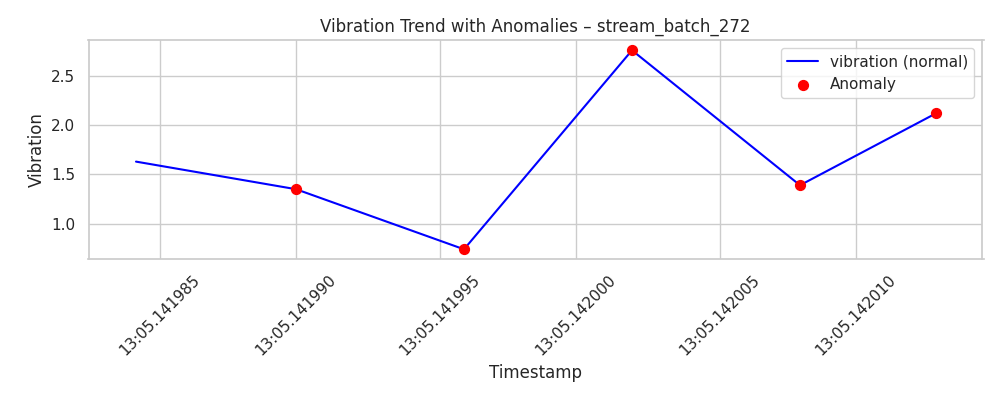 Vibration Trend with Anomalies – stream_batch_272
vibration (normal)
Anomaly
Vibration
2.5
2.0
1.5
1.0
13:05.141985
13:05.141990
13:05.141995
13:05.142000
13:05.142005
13:05.142010
Timestamp